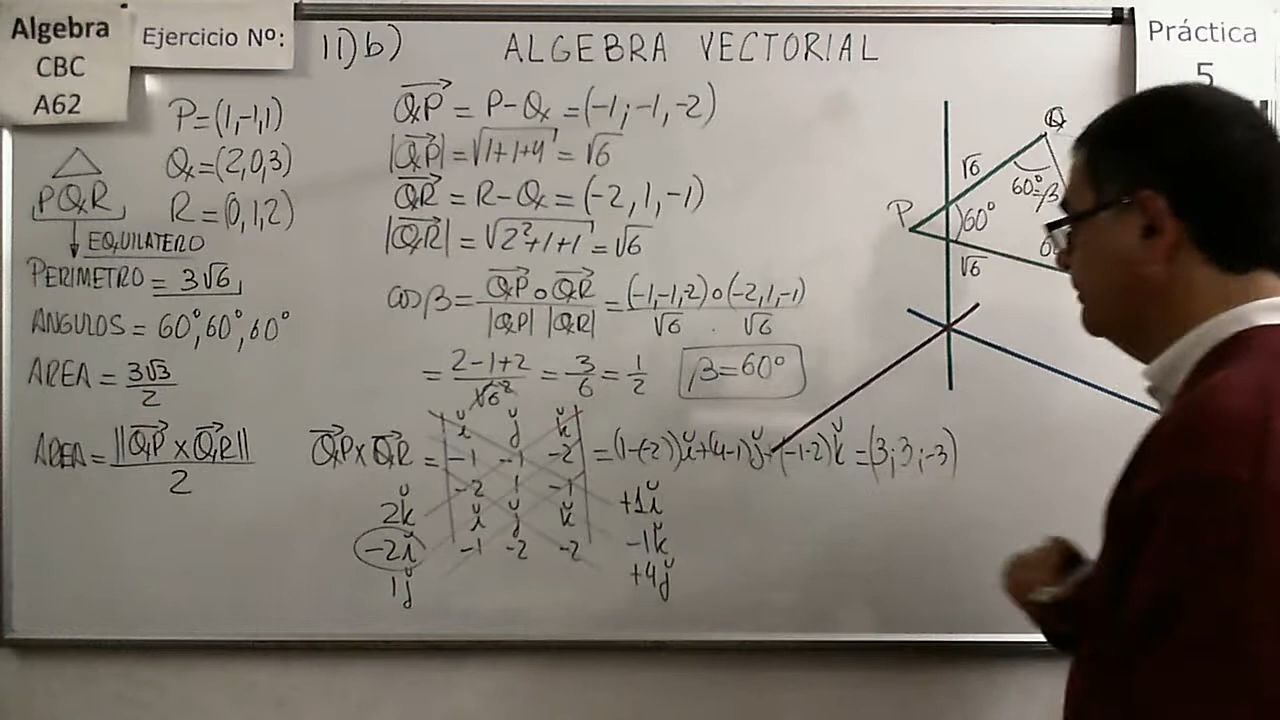 Algebra
CBC
A62
Ejercicio Nº:
11)b)
ALGEBRA VECTORIAL
Práctica
5
P=(1,-1,1)
Q=(2,0,3)
R=(0,1,2)
PQR
EQUILATERO
PERIMETRO = 3√6
ANGULOS = 60°, 60°, 60°
AREA = 3√3/2
AREA = ||QP x QR||/2
QP = P-Q = (-1;-1,-2)
|QP| = √1+1+4 = √6
QR = R-Q = (-2,1,-1)
|QR| = √2²+1+1 = √6
cos β = QP o QR / |QP| |QR| = (-1,-1,-2) o (-2,1,-1) / √6 . √6
= 2-1+2 / √6² = 3/6 = 1/2 β=60°
QP x QR = | i j k | = (1-(-2))i+(4-1)j+(-1-2)k = (3;3;-3)
-1 -1 -2
-2 1 -1
2k i j k +1i
-2i -1 -2 -2 -1k
1j +4j
Q
√6
60°=β
P
60°
√6